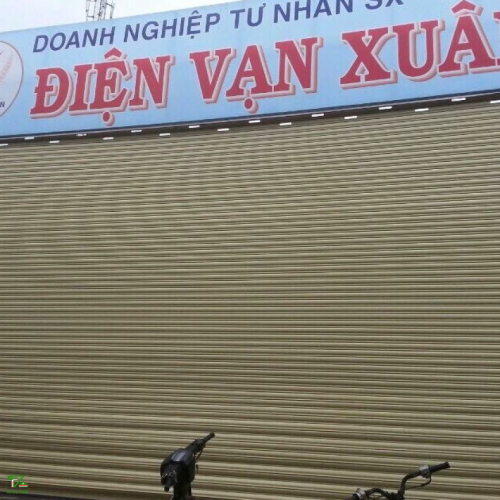 DOANH NGHIỆP TƯ NHÂN SX
ĐIỆN VẠN XUÂ